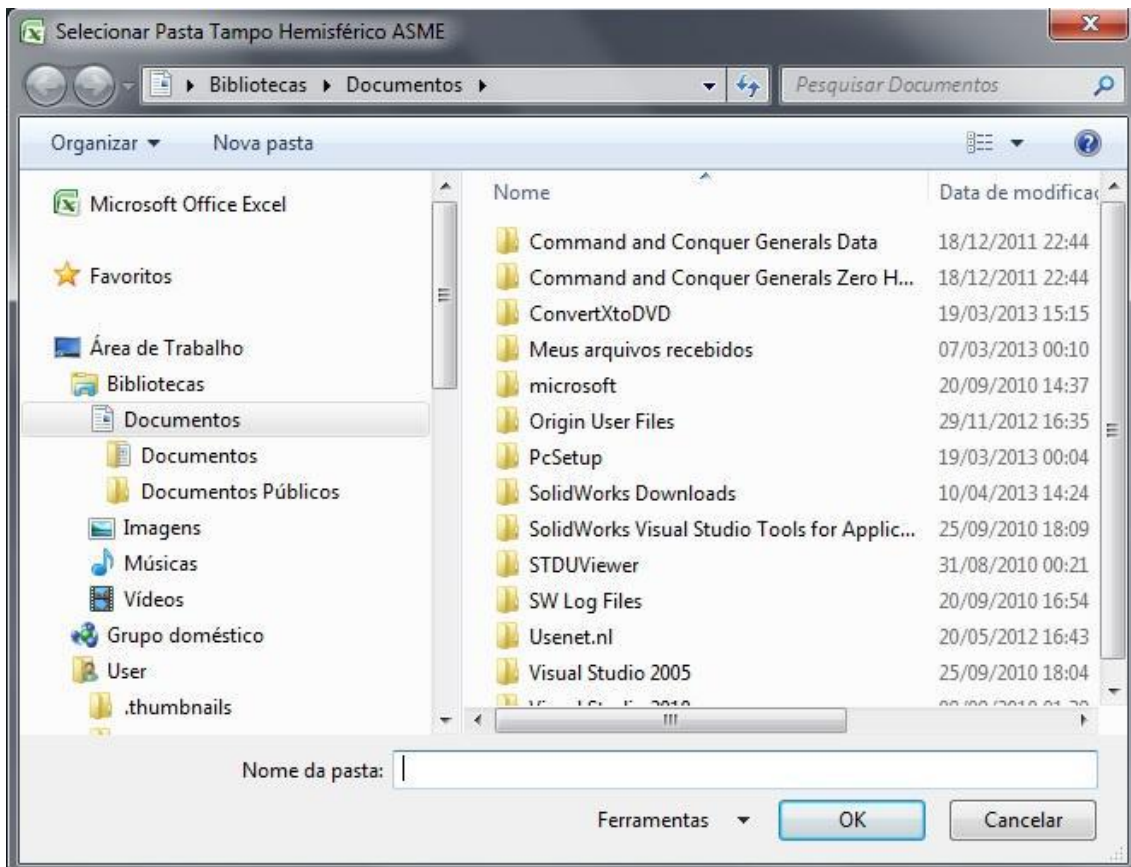 Selecionar Pasta Tampo Hemisférico ASME
Bibliotecas Documentos
Pesquisar Documentos
Organizar Nova pasta
Microsoft Office Excel
Favoritos
Área de Trabalho
Bibliotecas
Documentos
Documentos
Documentos Públicos
Imagens
Músicas
Vídeos
Grupo doméstico
User
.thumbnails
Nome Data de modificaç
Command and Conquer Generals Data 18/12/2011 22:44
Command and Conquer Generals Zero H... 18/12/2011 22:44
ConvertXtoDVD 19/03/2013 15:15
Meus arquivos recebidos 07/03/2013 00:10
microsoft 20/09/2010 14:37
Origin User Files 29/11/2012 16:35
PcSetup 19/03/2013 00:04
SolidWorks Downloads 10/04/2013 14:24
SolidWorks Visual Studio Tools for Applic... 25/09/2010 18:09
STDUViewer 31/08/2010 00:21
SW Log Files 20/09/2010 16:54
Usenet.nl 20/05/2012 16:43
Visual Studio 2005 25/09/2010 18:04
Nome da pasta:
Ferramentas OK Cancelar